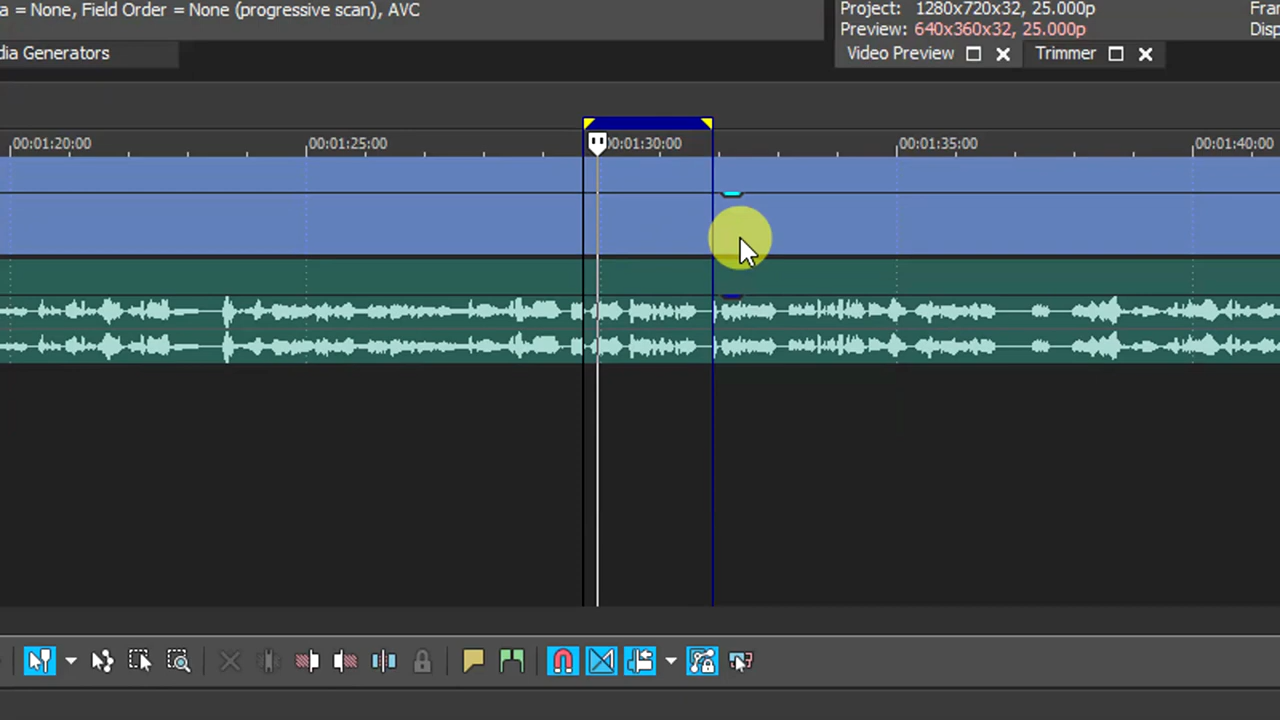 a = None, Field Order = None (progressive scan), AVC
Project: 1280x720x32, 25.000p
Preview: 640x360x32, 25.000p
dia Generators
Video Preview
Trimmer
00:01:20:00
00:01:25:00
00:01:30:00
00:01:35:00
00:01:40:00